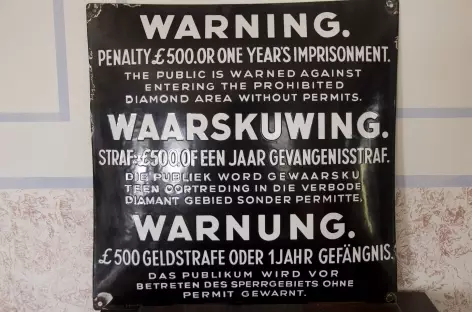 WARNING.
PENALTY £500.OR ONE YEAR'S IMPRISONMENT.
THE PUBLIC IS WARNED AGAINST
ENTERING THE PROHIBITED
DIAMOND AREA WITHOUT PERMITS.
WAARSKUWING.
STRAF:£500.OF EEN JAAR GEVANGENISSTRAF.
DIE PUBLIEK WORD GEWAARSKU
TEEN OORTREDING IN DIE VERBODE
DIAMANT GEBIED SONDER PERMITTE.
WARNUNG.
£500 GELDSTRAFE ODER 1 JAHR GEFÄNGNIS.
DAS PUBLIKUM WIRD VOR
BETRETEN DES SPERRGEBIETS OHNE
PERMIT GEWARNT.